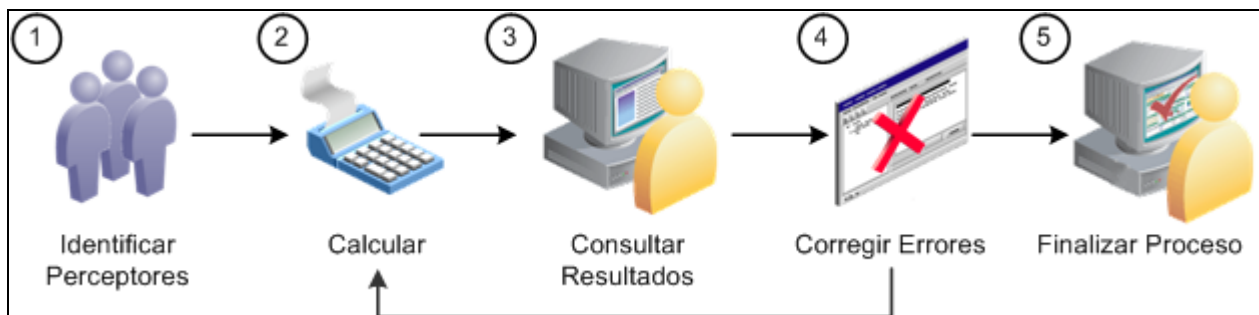 1
2
3
4
5
Identificar
Perceptores
Calcular
Consultar
Resultados
Corregir Errores
Finalizar Proceso